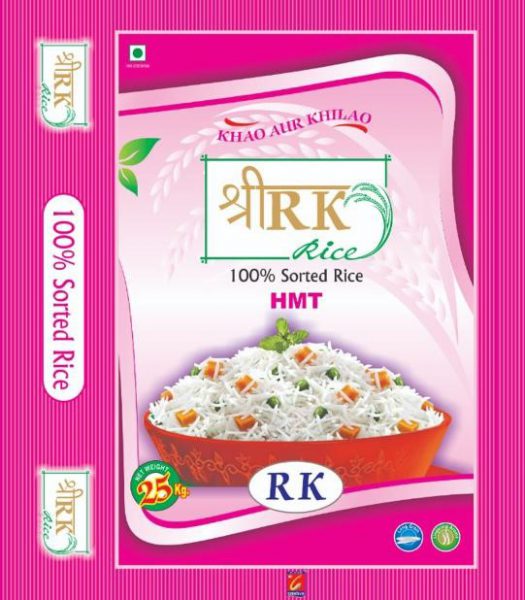 श्री RK
Rice
100% Sorted Rice
श्री RK
Rice
KHAO AUR KHILAO
श्री RK
Rice
100% Sorted Rice
HMT
NET WEIGHT
25 Kg.
RK